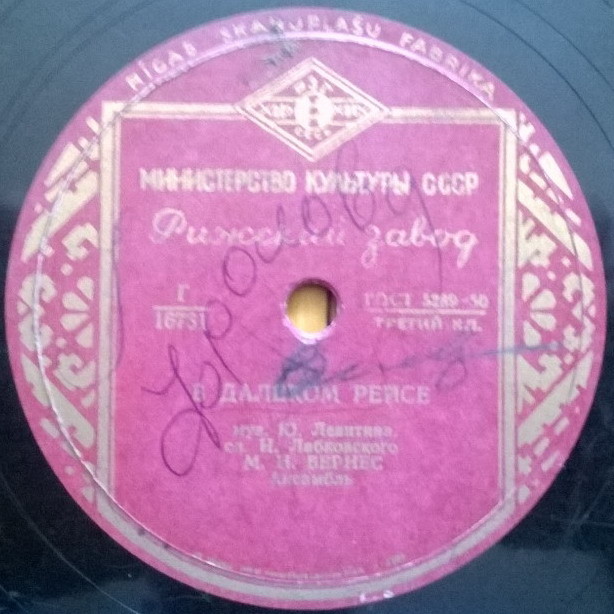 RĪGAS SKAŅUPLAŠU FABRIKA
МИНИСТЕРСТВО КУЛЬТУРЫ СССР
Рижский завод
Г
16731
ГОСТ 5289-50
ТРЕТИЙ КЛ.
В ДАЛЕКОМ РЕЙСЕ
муз. Ю. Левитина,
сл. Н. Лабковского
М. Н. БЕРНЕС
Ансамбль